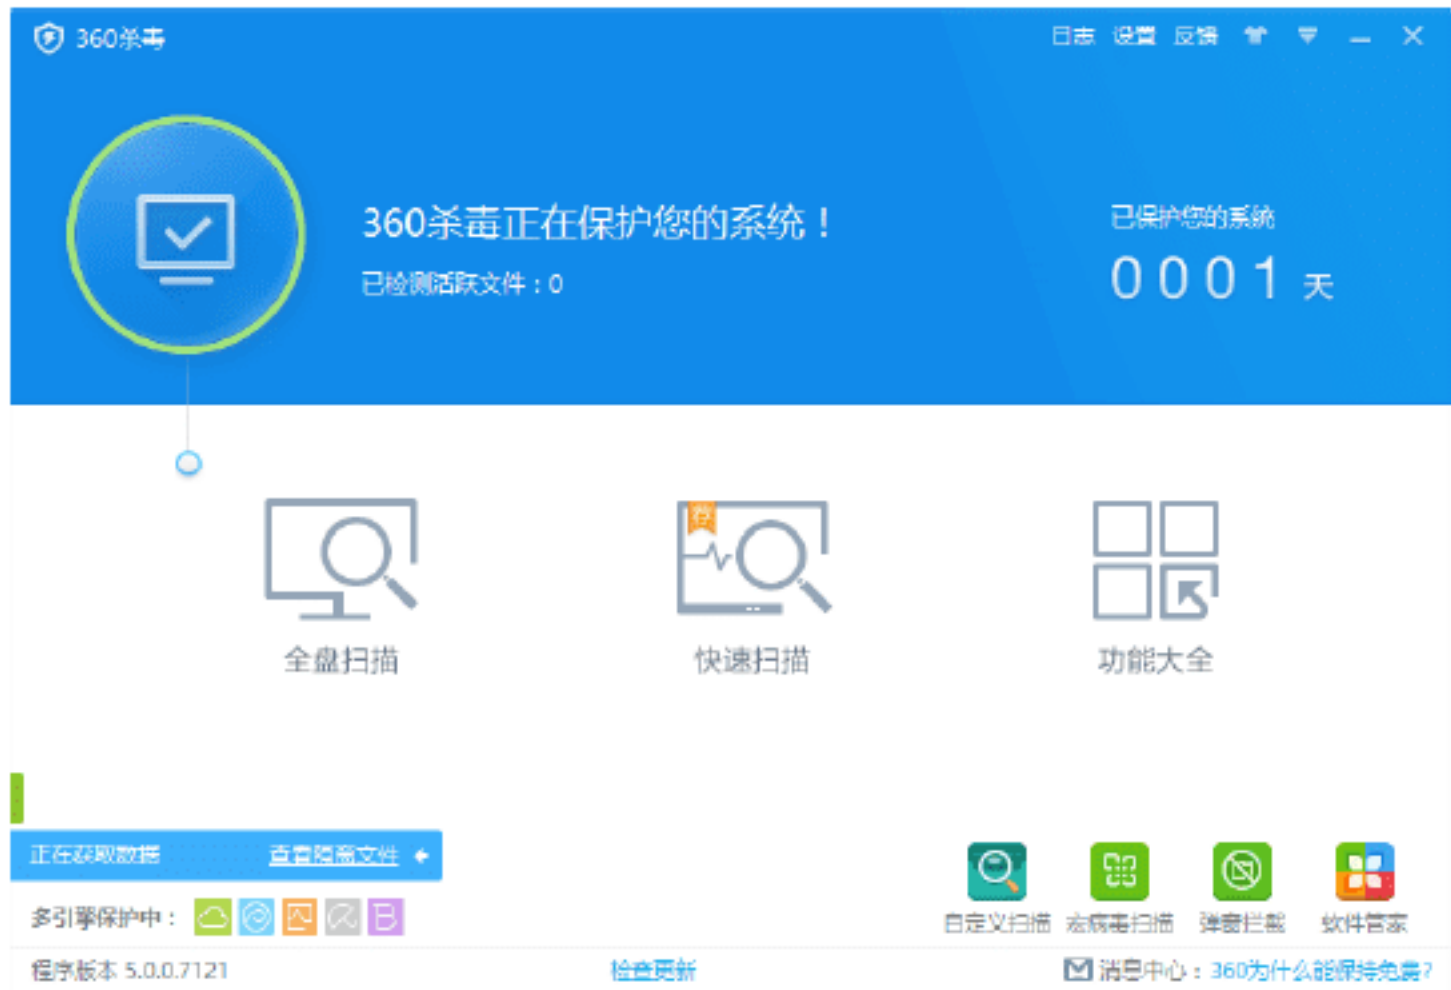 360杀毒
日志 设置 反馈
360杀毒正在保护您的系统！
已检测活跃文件：0
已保护您的系统
0001 天
荐
全盘扫描
快速扫描
功能大全
正在获取数据 查看隔离文件
多引擎保护中：
自定义扫描 宏病毒扫描 弹窗拦截 软件管家
程序版本 5.0.0.7121
检查更新
消息中心：360为什么能保持免费?